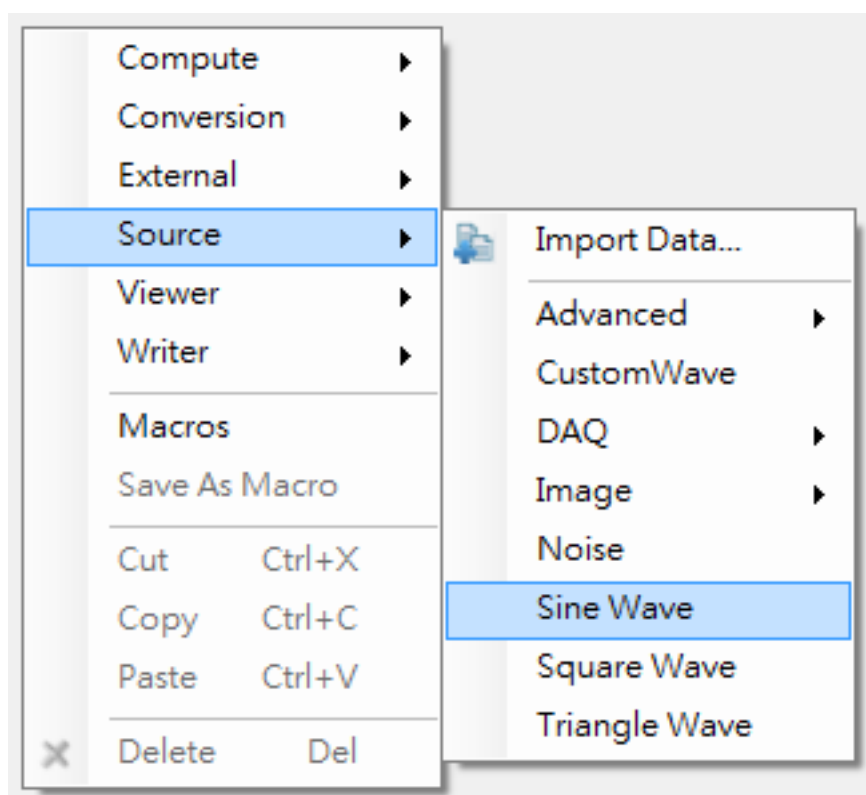 Compute
Conversion
External
Source
Viewer
Writer
Macros
Save As Macro
Cut Ctrl+X
Copy Ctrl+C
Paste Ctrl+V
Delete Del
Import Data...
Advanced
CustomWave
DAQ
Image
Noise
Sine Wave
Square Wave
Triangle Wave